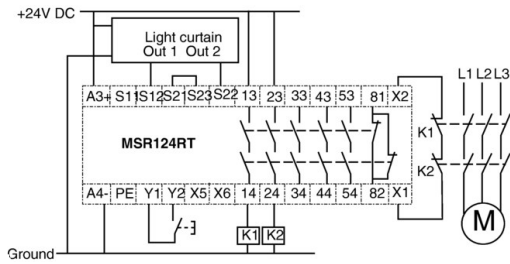 +24V DC
Light curtain
Out 1 Out 2
L1 L2 L3
A3+ S11 S12 S21 S23 S22 13 23 33 43 53 81 X2
K1
MSR124RT
K2
A4- PE Y1 Y2 X5 X6 14 24 34 44 54 82 X1
K1 K2
M
Ground